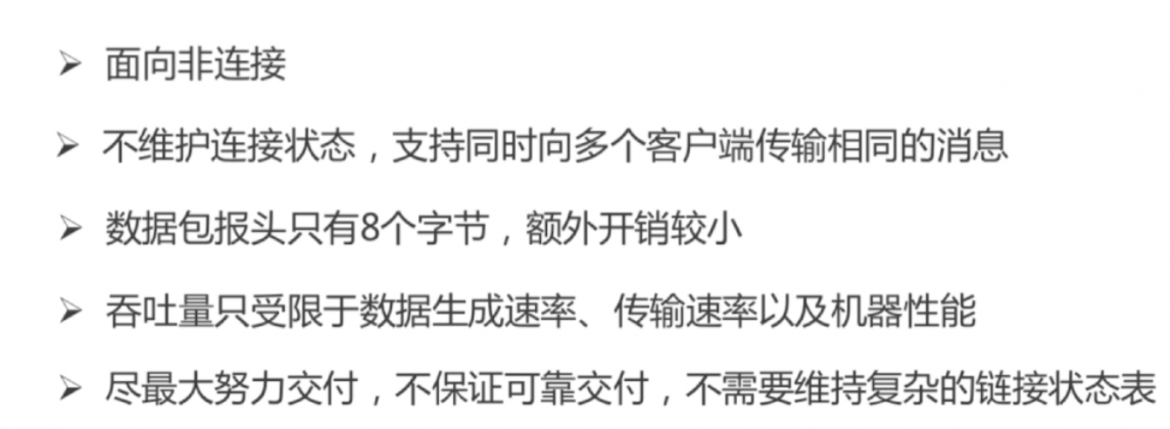 面向非连接
不维护连接状态，支持同时向多个客户端传输相同的消息
数据包报头只有8个字节，额外开销较小
吞吐量只受限于数据生成速率、传输速率以及机器性能
尽最大努力交付，不保证可靠交付，不需要维持复杂的链接状态表